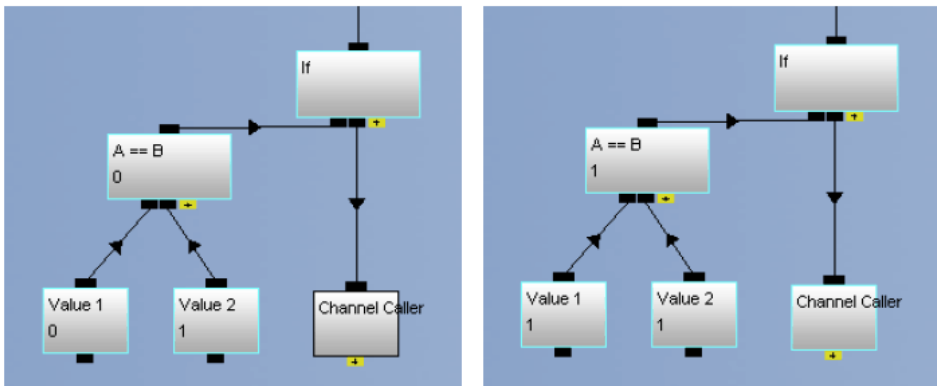 If
A == B
0
Value 1
0
Value 2
1
Channel Caller
If
A == B
1
Value 1
1
Value 2
1
Channel Caller